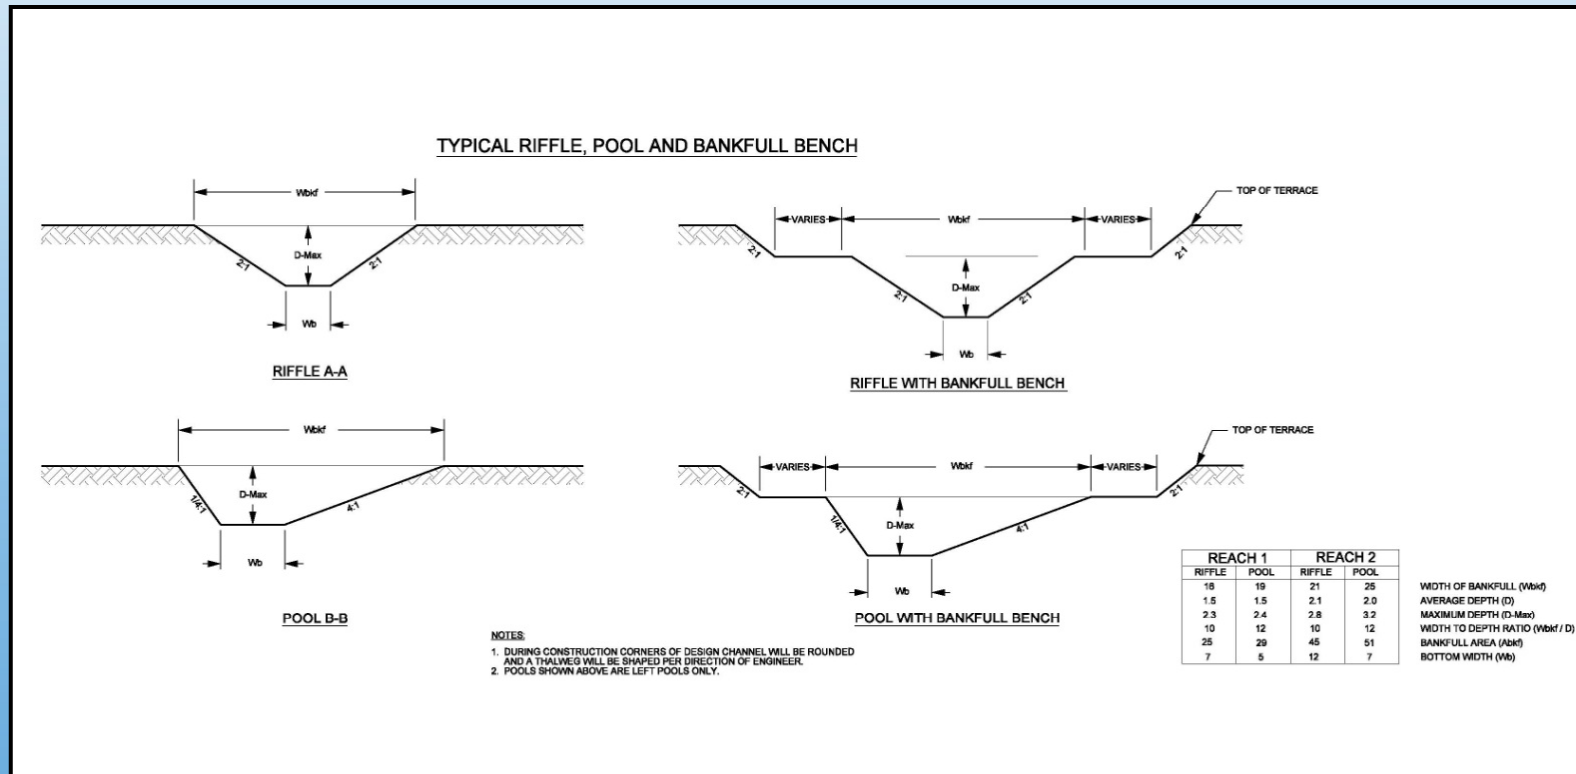 TYPICAL RIFFLE, POOL AND BANKFULL BENCH
Wbkf
D-Max
2:1
2:1
Wb
RIFFLE A-A
TOP OF TERRACE
VARIES
Wbkf
VARIES
2:1
2:1
D-Max
2:1
2:1
Wb
RIFFLE WITH BANKFULL BENCH
Wbkf
D-Max
1/4:1
4:1
Wb
POOL B-B
TOP OF TERRACE
VARIES
Wbkf
VARIES
2:1
2:1
1/4:1
D-Max
4:1
Wb
POOL WITH BANKFULL BENCH
NOTES:
1. DURING CONSTRUCTION CORNERS OF DESIGN CHANNEL WILL BE ROUNDED
AND A THALWEG WILL BE SHAPED PER DIRECTION OF ENGINEER.
2. POOLS SHOWN ABOVE ARE LEFT POOLS ONLY.
REACH 1 REACH 2
RIFFLE POOL RIFFLE POOL
16 19 21 25 WIDTH OF BANKFULL (Wbkf)
1.5 1.5 2.1 2.0 AVERAGE DEPTH (D)
2.3 2.4 2.8 3.2 MAXIMUM DEPTH (D-Max)
10 12 10 12 WIDTH TO DEPTH RATIO (Wbkf / D)
25 29 45 51 BANKFULL AREA (Abkf)
7 5 12 7 BOTTOM WIDTH (Wb)